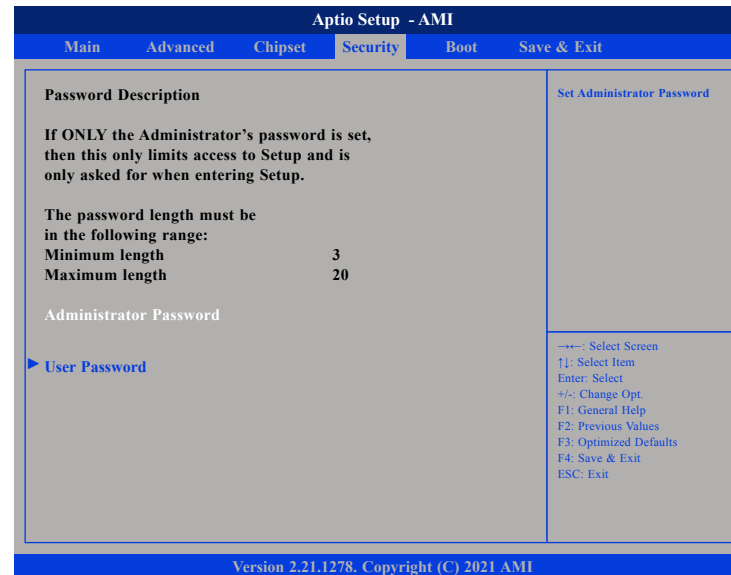 Aptio Setup - AMI
Main Advanced Chipset Security Boot Save & Exit
Password Description
If ONLY the Administrator’s password is set,
then this only limits access to Setup and is
only asked for when entering Setup.
The password length must be
in the following range:
Minimum length 3
Maximum length 20
Administrator Password
User Password
Set Administrator Password
→←: Select Screen
↑↓: Select Item
Enter: Select
+/-: Change Opt.
F1: General Help
F2: Previous Values
F3: Optimized Defaults
F4: Save & Exit
ESC: Exit
Version 2.21.1278. Copyright (C) 2021 AMI